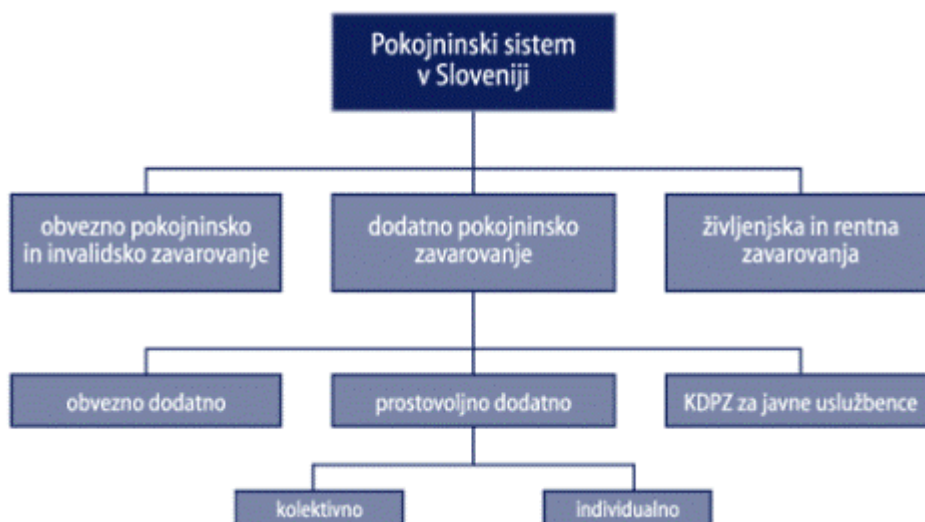 Pokojninski sistem
v Sloveniji
obvezno pokojninsko
in invalidsko zavarovanje
dodatno pokojninsko
zavarovanje
življenjska in rentna
zavarovanja
obvezno dodatno
prostovoljno dodatno
KDPZ za javne uslužbence
kolektivno
individualno